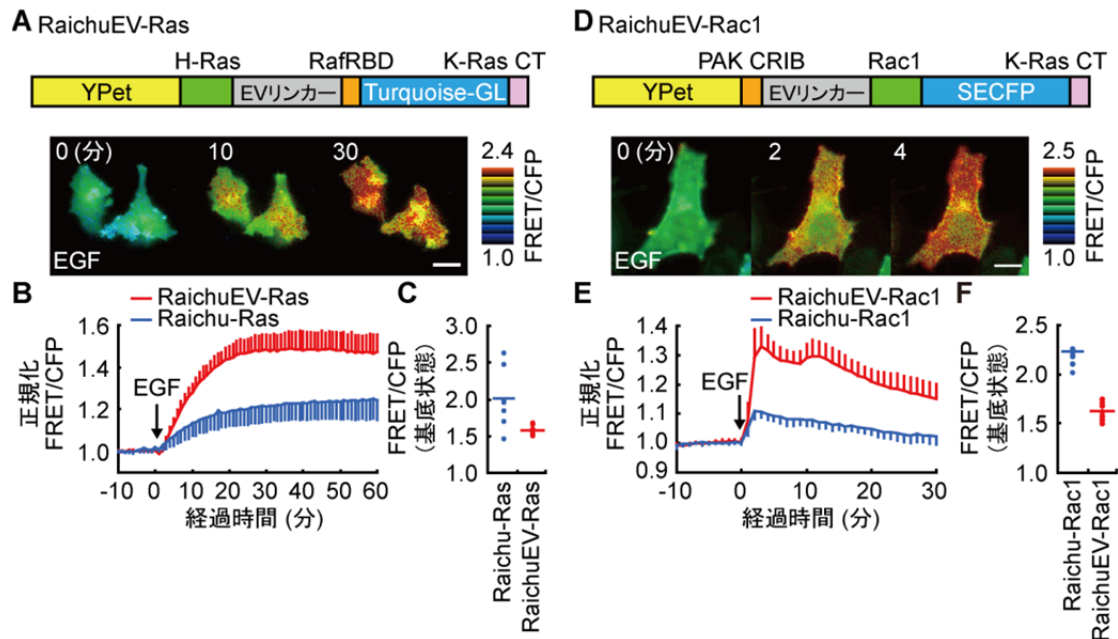 A RaichuEV-Ras
H-Ras RafRBD K-Ras CT
YPet EVリンカー Turquoise-GL
0 (分) 10 30
EGF
2.4
1.0
FRET/CFP
B
RaichuEV-Ras
Raichu-Ras
正規化
FRET/CFP
1.6
1.4
1.2
1.0
EGF
-10 0 10 20 30 40 50 60
経過時間 (分)
C
FRET/CFP
(基底状態)
3.0
2.5
2.0
1.5
1.0
Raichu-Ras
RaichuEV-Ras
D RaichuEV-Rac1
PAK CRIB Rac1 K-Ras CT
YPet EVリンカー SECFP
0 (分) 2 4
EGF
2.5
1.0
FRET/CFP
E
RaichuEV-Rac1
Raichu-Rac1
正規化
FRET/CFP
1.4
1.3
1.2
1.1
1.0
0.9
EGF
-10 0 10 20 30
経過時間 (分)
F
FRET/CFP
(基底状態)
2.5
2.0
1.5
1.0
Raichu-Rac1
RaichuEV-Rac1